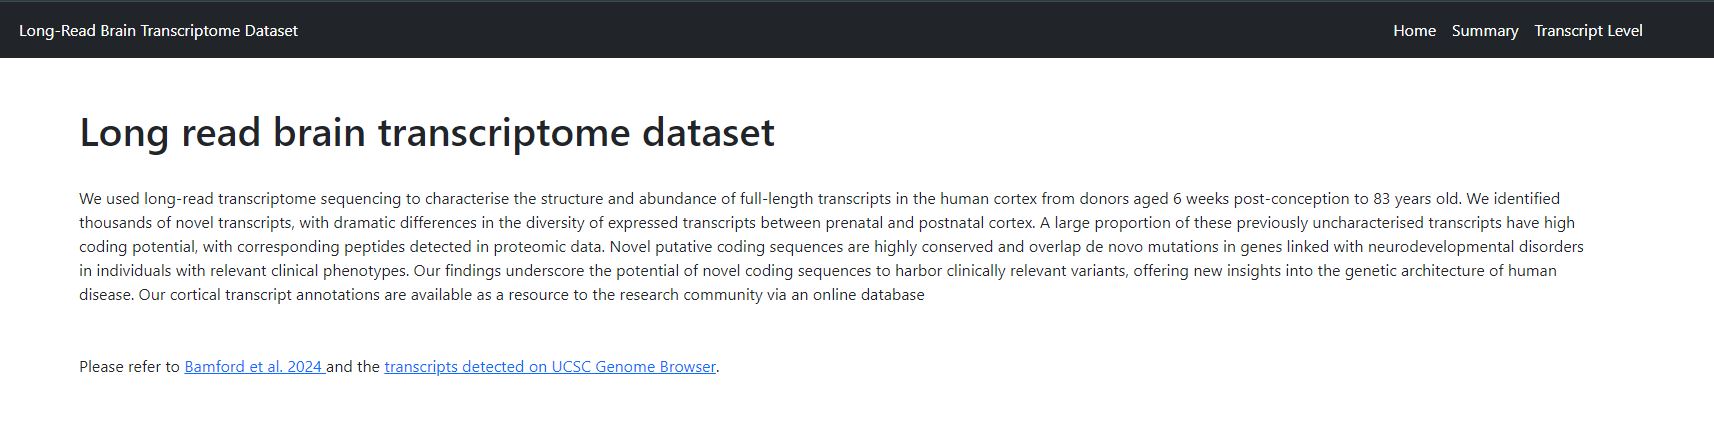 Long-Read Brain Transcriptome Dataset
Home Summary Transcript Level
Long read brain transcriptome dataset
We used long-read transcriptome sequencing to characterise the structure and abundance of full-length transcripts in the human cortex from donors aged 6 weeks post-conception to 83 years old. We identified
thousands of novel transcripts, with dramatic differences in the diversity of expressed transcripts between prenatal and postnatal cortex. A large proportion of these previously uncharacterised transcripts have high
coding potential, with corresponding peptides detected in proteomic data. Novel putative coding sequences are highly conserved and overlap de novo mutations in genes linked with neurodevelopmental disorders
in individuals with relevant clinical phenotypes. Our findings underscore the potential of novel coding sequences to harbor clinically relevant variants, offering new insights into the genetic architecture of human
disease. Our cortical transcript annotations are available as a resource to the research community via an online database
Please refer to Bamford et al. 2024 and the transcripts detected on UCSC Genome Browser.